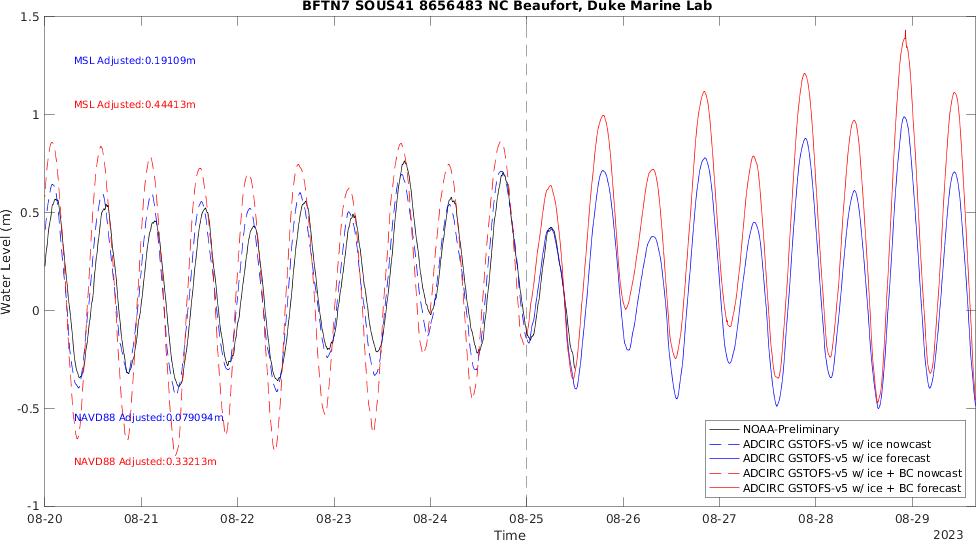 BFTN7 SOUS41 8656483 NC Beaufort, Duke Marine Lab
1.5
1
0.5
0
-0.5
-1
Water Level (m)
MSL Adjusted:0.19109m
MSL Adjusted:0.44413m
NAVD88 Adjusted:0.079094m
NAVD88 Adjusted:0.33213m
NOAA-Preliminary
ADCIRC GSTOFS-v5 w/ ice nowcast
ADCIRC GSTOFS-v5 w/ ice forecast
ADCIRC GSTOFS-v5 w/ ice + BC nowcast
ADCIRC GSTOFS-v5 w/ ice + BC forecast
08-20 08-21 08-22 08-23 08-24 08-25 08-26 08-27 08-28 08-29
Time
2023